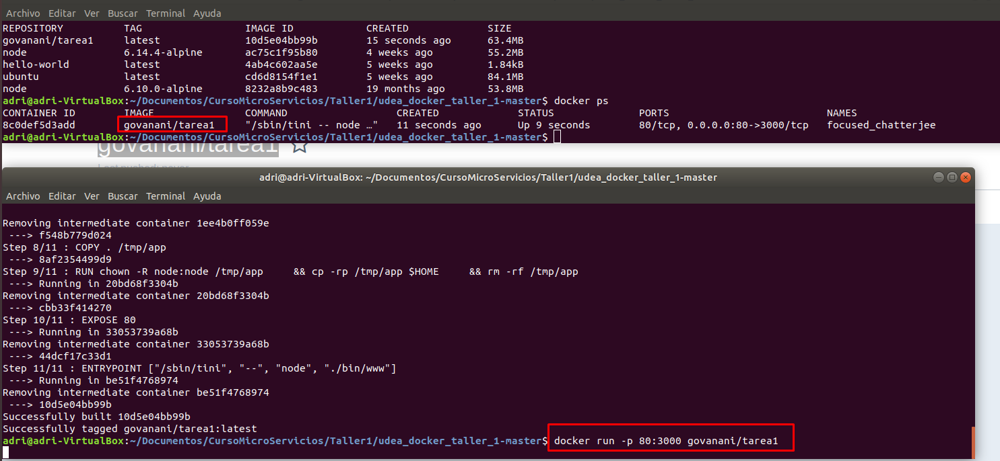 Archivo Editar Ver Buscar Terminal Ayuda
REPOSITORY TAG IMAGE ID CREATED SIZE
govanani/tarea1 latest 10d5e04bb99b 15 seconds ago 63.4MB
node 6.14.4-alpine ac75c1f95b80 4 weeks ago 55.2MB
hello-world latest 4ab4c602aa5e 5 weeks ago 1.84kB
ubuntu latest cd6d8154f1e1 5 weeks ago 84.1MB
node 6.10.0-alpine 8232a8b9c483 19 months ago 53.8MB
adri@adri-VirtualBox:~/Documentos/CursoMicroServicios/Taller1/udea_docker_taller_1-master$ docker ps
CONTAINER ID IMAGE COMMAND CREATED STATUS PORTS NAMES
8c0def5d3add govanani/tarea1 "/sbin/tini -- node …" 11 seconds ago Up 9 seconds 80/tcp, 0.0.0.0:80->3000/tcp focused_chatterjee
adri@adri-VirtualBox:~/Documentos/CursoMicroServicios/Taller1/udea_docker_taller_1-master$
govanani/tarea1
adri@adri-VirtualBox: ~/Documentos/CursoMicroServicios/Taller1/udea_docker_taller_1-master
Archivo Editar Ver Buscar Terminal Ayuda
Removing intermediate container 1ee4b0ff059e
---> f548b779d024
Step 8/11 : COPY . /tmp/app
---> 8af2354499d9
Step 9/11 : RUN chown -R node:node /tmp/app && cp -rp /tmp/app $HOME && rm -rf /tmp/app
---> Running in 20bd68f3304b
Removing intermediate container 20bd68f3304b
---> cbb33f414270
Step 10/11 : EXPOSE 80
---> Running in 33053739a68b
Removing intermediate container 33053739a68b
---> 44dcf17c33d1
Step 11/11 : ENTRYPOINT ["/sbin/tini", "--", "node", "./bin/www"]
---> Running in be51f4768974
Removing intermediate container be51f4768974
---> 10d5e04bb99b
Successfully built 10d5e04bb99b
Successfully tagged govanani/tarea1:latest
adri@adri-VirtualBox:~/Documentos/CursoMicroServicios/Taller1/udea_docker_taller_1-master$ docker run -p 80:3000 govanani/tarea1